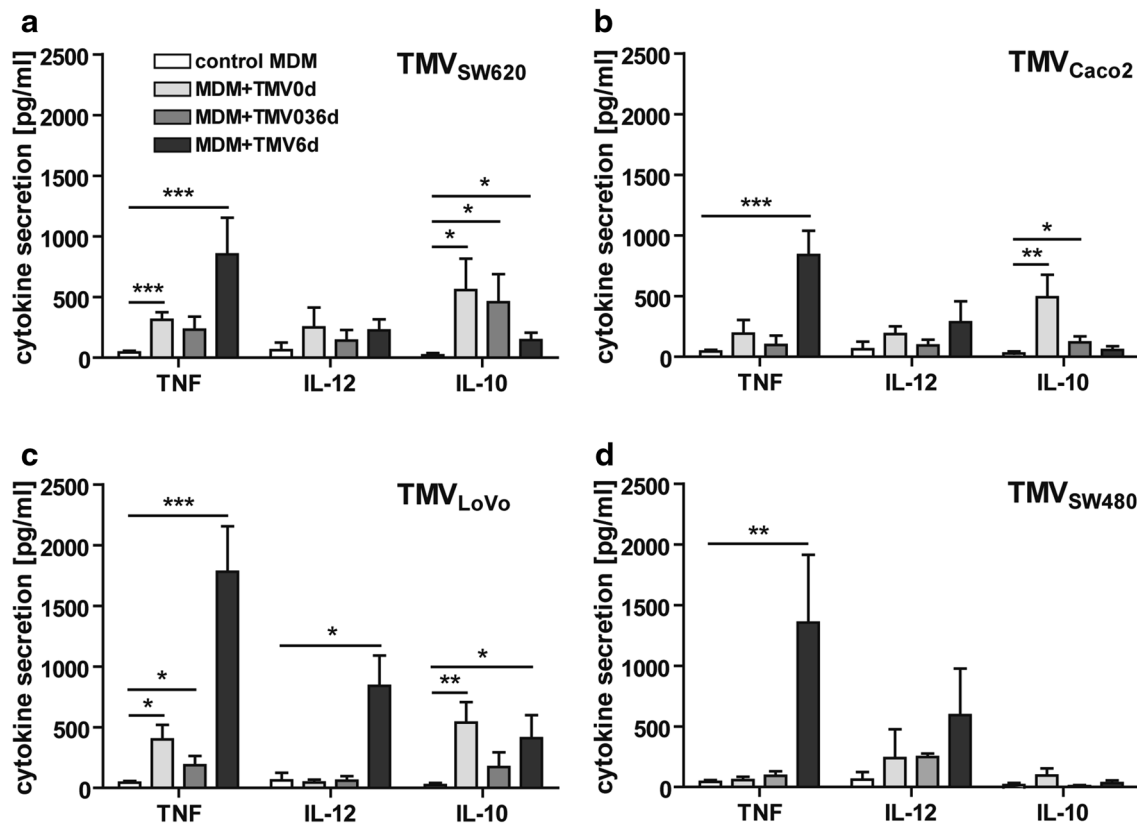 a
cytokine secretion [pg/ml]
2500
2000
1500
1000
500
0
control MDM
MDM+TMV0d
MDM+TMV036d
MDM+TMV6d
TMVSW620
***
***
*
*
*
TNF IL-12 IL-10
b
cytokine secretion [pg/ml]
2500
2000
1500
1000
500
0
TMVCaco2
***
*
**
TNF IL-12 IL-10
c
cytokine secretion [pg/ml]
2500
2000
1500
1000
500
0
TMVLoVo
***
*
*
*
*
**
TNF IL-12 IL-10
d
cytokine secretion [pg/ml]
2500
2000
1500
1000
500
0
TMVSW480
**
TNF IL-12 IL-10